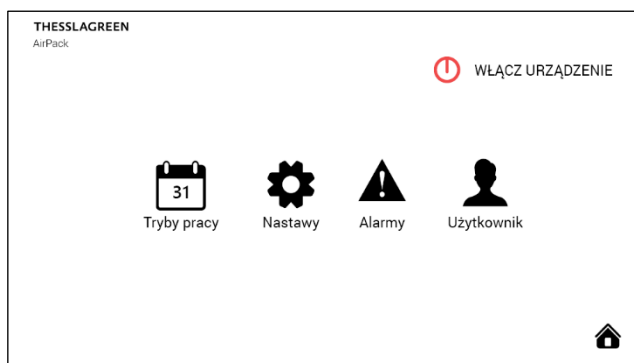 THESSLAGREEN
AirPack
WŁĄCZ URZĄDZENIE
31
Tryby pracy
Nastawy
Alarmy
Użytkownik